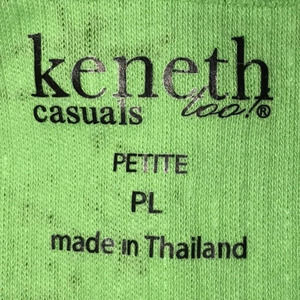 keneth
casuals too!®
PETITE
PL
made in Thailand